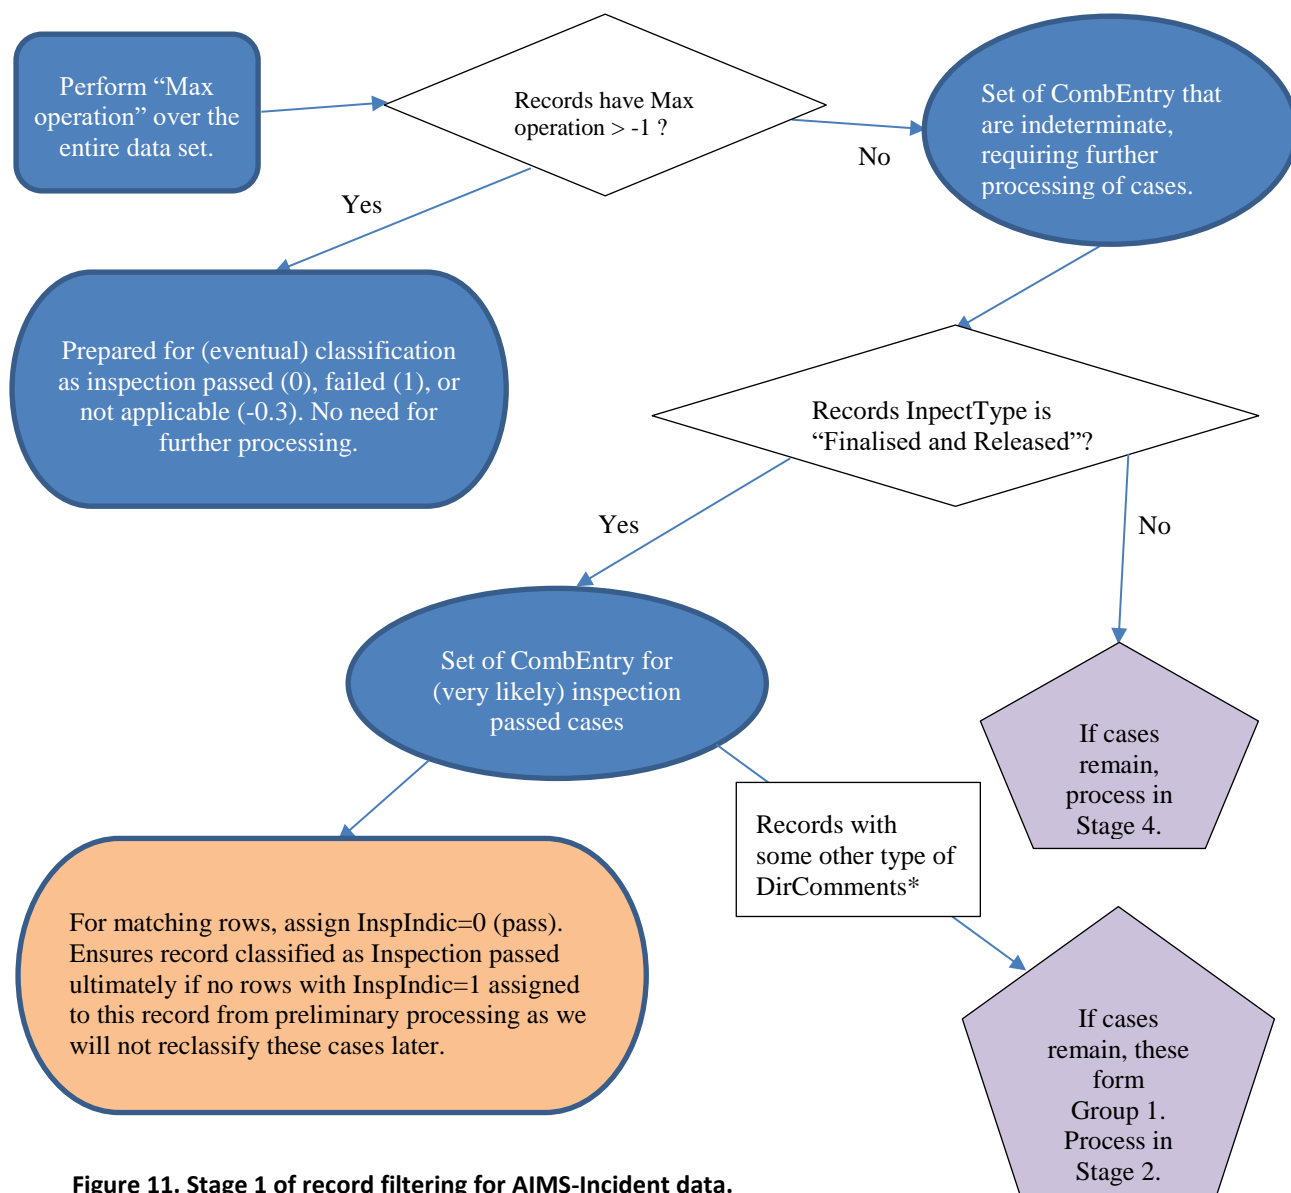 Perform “Max
operation” over the
entire data set.
Records have Max
operation > -1 ?
Set of CombEntry that
are indeterminate,
requiring further
processing of cases.
No
Yes
Prepared for (eventual) classification
as inspection passed (0), failed (1), or
not applicable (-0.3). No need for
further processing.
Records InpectType is
“Finalised and Released”?
Yes
No
Set of CombEntry for
(very likely) inspection
passed cases
If cases
remain,
process in
Stage 4.
Records with
some other type of
DirComments*
For matching rows, assign InspIndic=0 (pass).
Ensures record classified as Inspection passed
ultimately if no rows with InspIndic=1 assigned
to this record from preliminary processing as we
will not reclassify these cases later.
If cases
remain, these
form
Group 1.
Process in
Stage 2.
Figure 11. Stage 1 of record filtering for AIMS-Incident data.